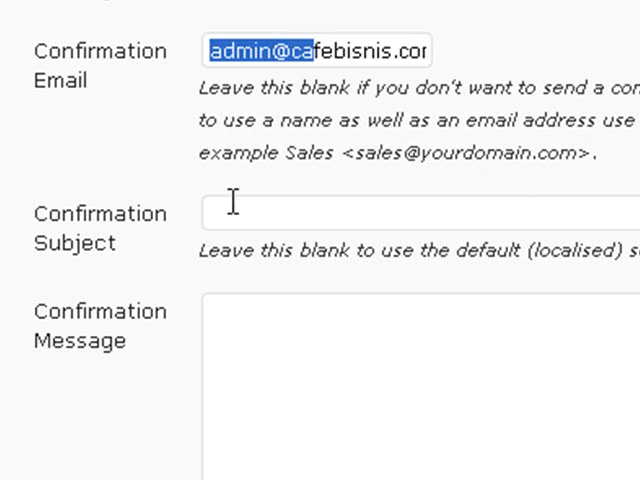 Confirmation
Email
admin@cafebisnis.cor
Leave this blank if you don't want to send a con
to use a name as well as an email address use
example Sales <sales@yourdomain.com>.
Confirmation
Subject
Leave this blank to use the default (localised) s
Confirmation
Message